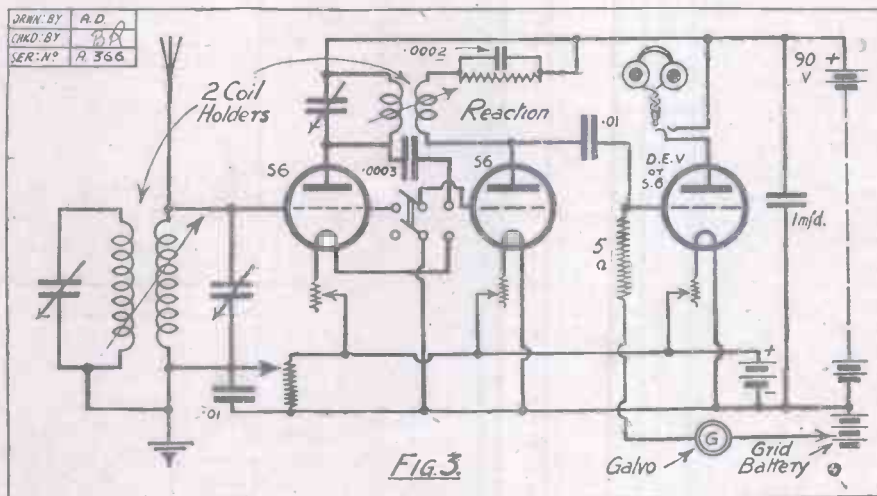 DRWN: BY A.D.
CHKD: BY BA
SER: Nº A. 366
2 Coil
Holders
.0002
Reaction
90
V
+
.01
S6
.0003
S6
D.E.V
or
S.6
1mfd.
5
Ω
+
-
.01
G
FIG.3.
Galvo
Grid
Battery